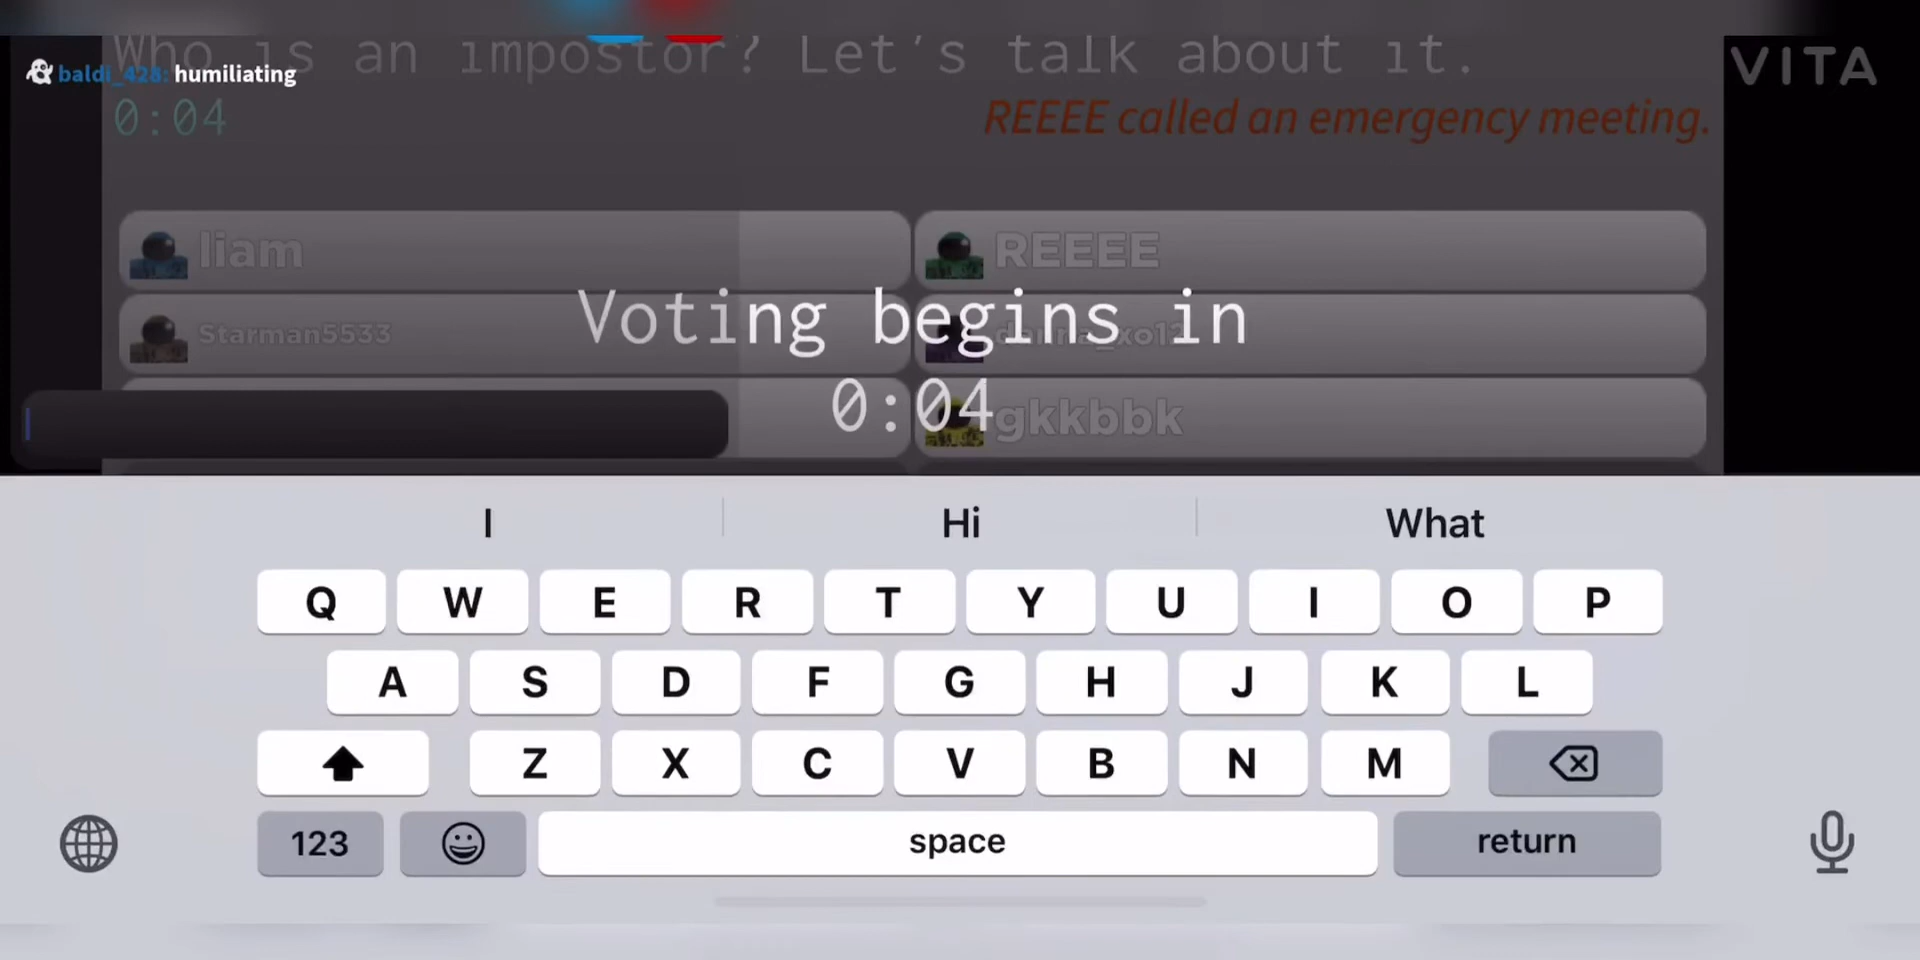 Who is an impostor? Let's talk about it.
VITA
baldi_428: humiliating
0:04
REEEE called an emergency meeting.
liam
REEEE
Starman5533
Voting begins in
0:04
gkkbbk
I
Hi
What
Q W E R T Y U I O P
A S D F G H J K L
Z X C V B N M
123
space
return